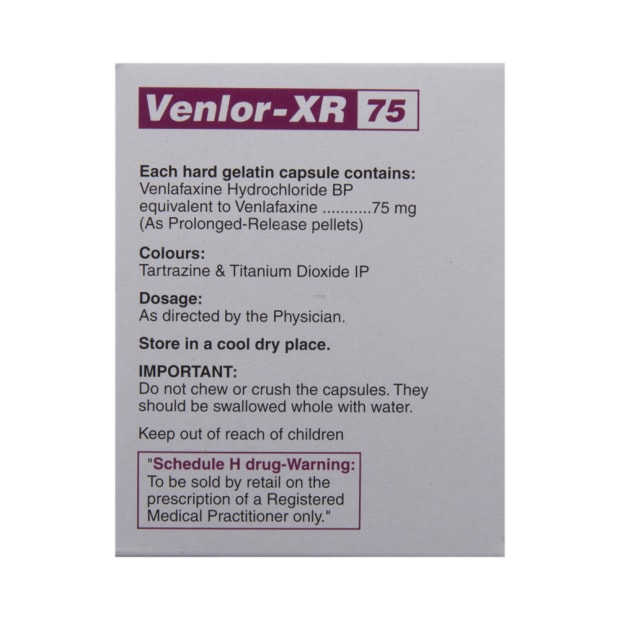 Venlor-XR 75
Each hard gelatin capsule contains:
Venlafaxine Hydrochloride BP
equivalent to Venlafaxine ...........75 mg
(As Prolonged-Release pellets)
Colours:
Tartrazine & Titanium Dioxide IP
Dosage:
As directed by the Physician.
Store in a cool dry place.
IMPORTANT:
Do not chew or crush the capsules. They
should be swallowed whole with water.
Keep out of reach of children
"Schedule H drug-Warning:
To be sold by retail on the
prescription of a Registered
Medical Practitioner only."